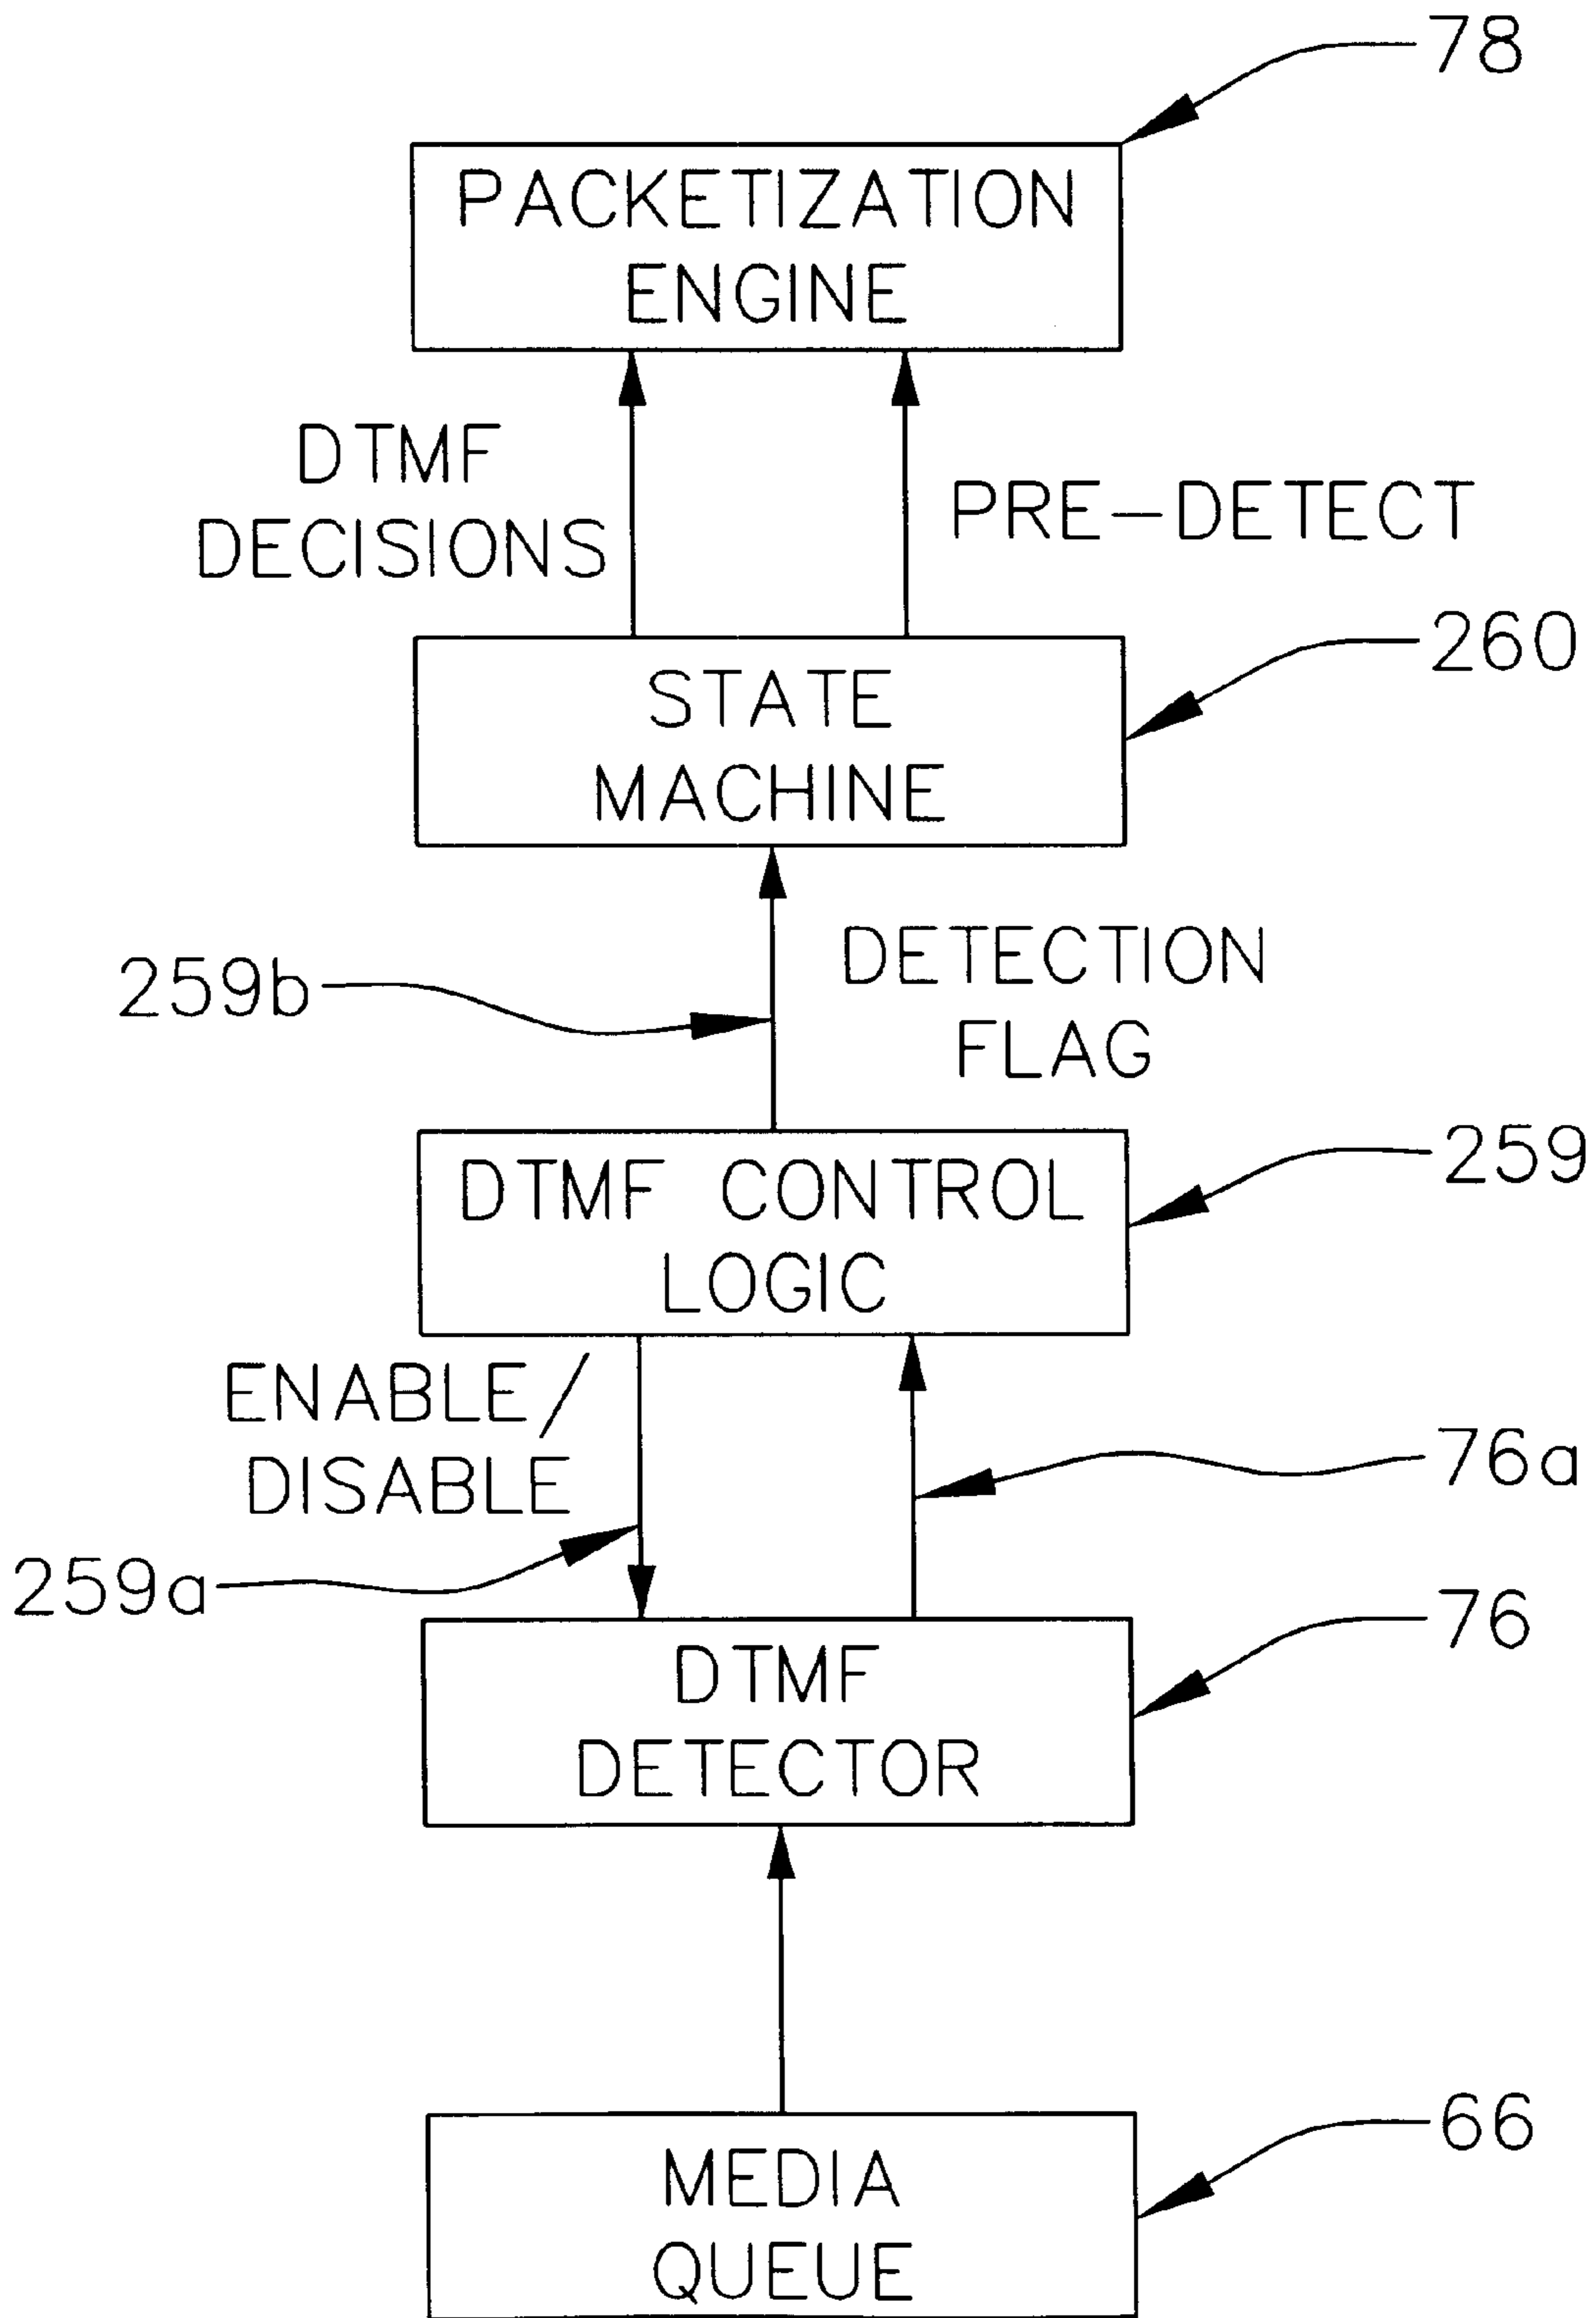 78
PACKETIZATION
ENGINE
DTMF
DECISIONS
PRE-DETECT
260
STATE
MACHINE
259b
DETECTION
FLAG
259
DTMF CONTROL
LOGIC
ENABLE/
DISABLE
76a
259a
76
DTMF
DETECTOR
66
MEDIA
QUEUE